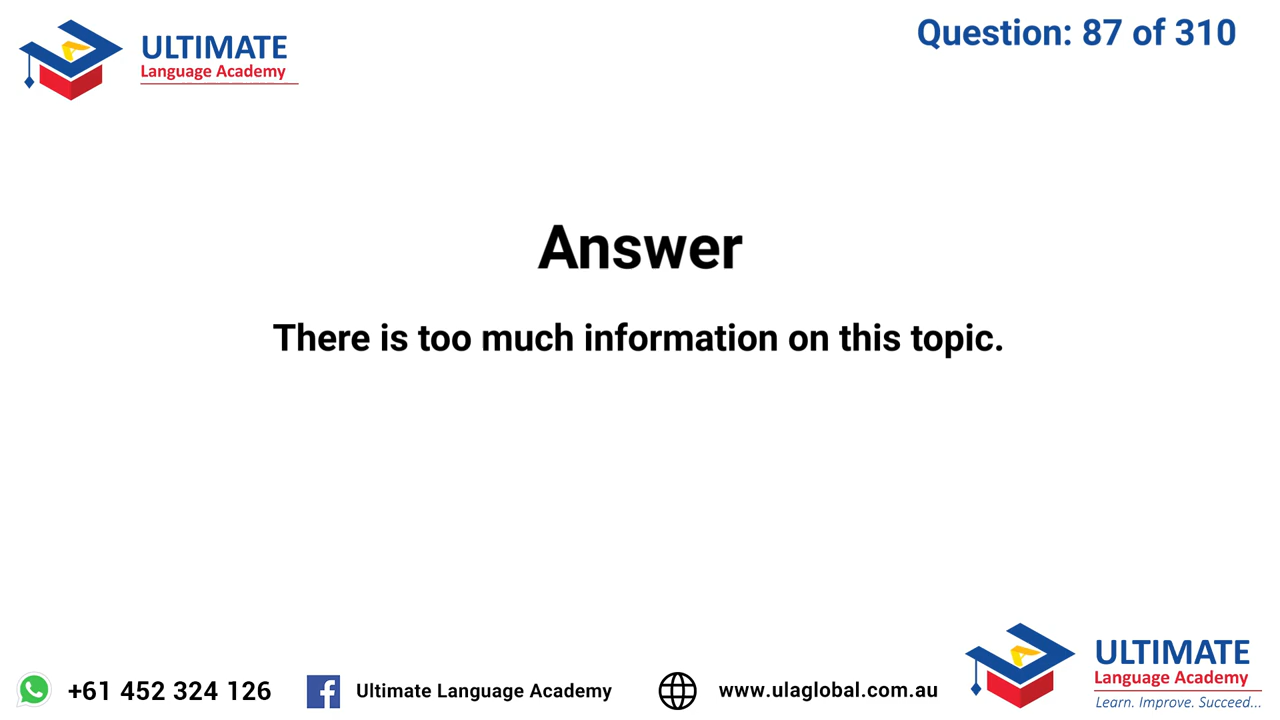 ULTIMATE
Language Academy
Question: 87 of 310
Answer
There is too much information on this topic.
+61 452 324 126
Ultimate Language Academy
www.ulaglobal.com.au
ULTIMATE
Language Academy
Learn. Improve. Succeed...